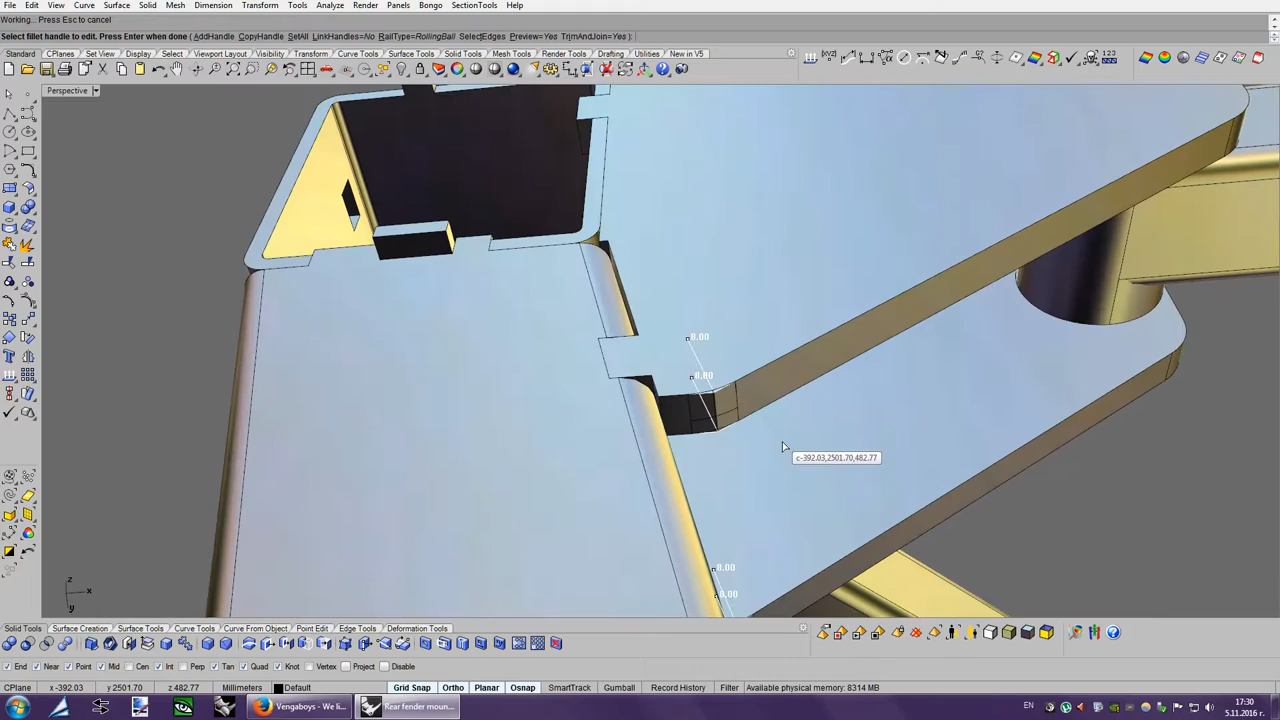 File Edit View Curve Surface Solid Mesh Dimension Transform Tools Analyze Render Panels Bongo SectionTools Help
Working... Press Esc to cancel
Select fillet handle to edit. Press Enter when done ( AddHandle CopyHandle SetAll LinkHandles=No RailType=RollingBall SelectEdges Preview=Yes TrimAndJoin=Yes ):
Standard CPlanes Set View Display Select Viewport Layout Visibility Transform Curve Tools Surface Tools Solid Tools Mesh Tools Render Tools Drafting Utilities New in V5
Perspective
8.00
8.00
c-392.03,2501.70,482.77
8.00
8.00
z
x
y
Solid Tools Surface Creation Surface Tools Curve Tools Curve From Object Point Edit Edge Tools Deformation Tools
End Near Point Mid Cen Int Perp Tan Quad Knot Vertex Project Disable
CPlane x -392.03 y 2501.70 z 482.77 Millimeters Default Grid Snap Ortho Planar Osnap SmartTrack Gumball Record History Filter Available physical memory: 8314 MB
Vengaboys - We li... Rear fender moun... EN 17:30
5.11.2016 г.